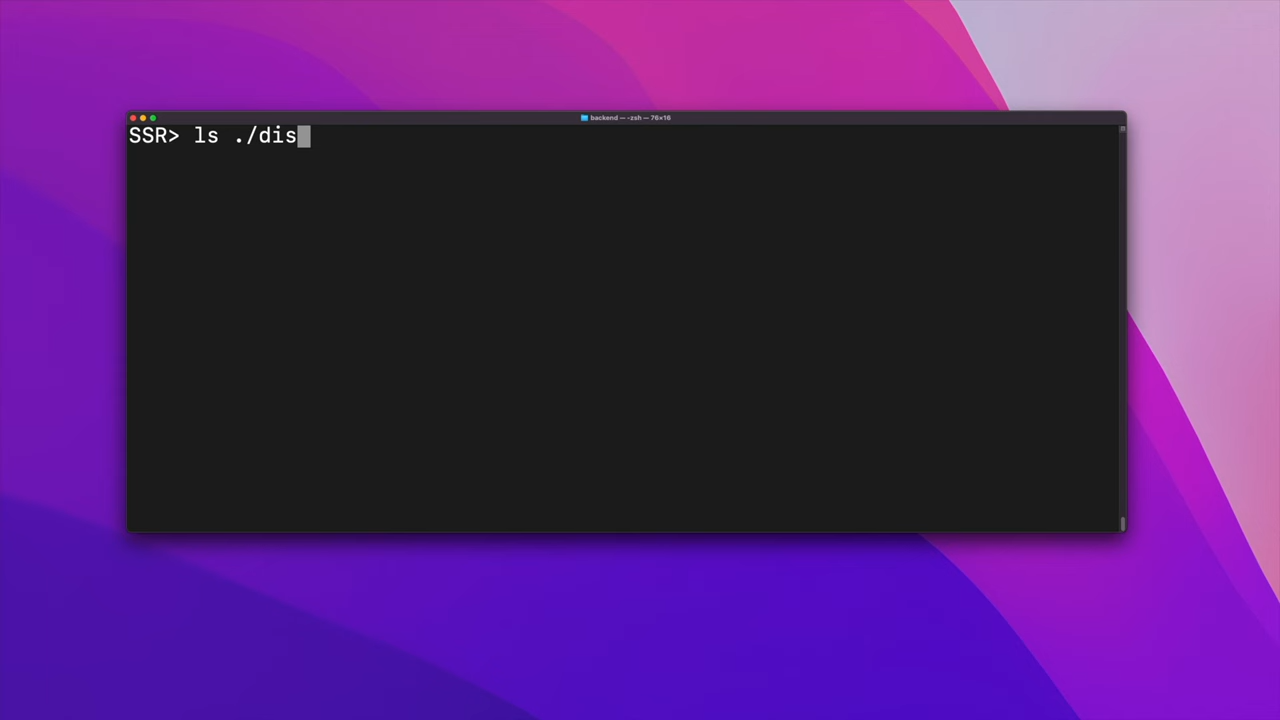 backend — -zsh — 76×16
SSR> ls ./dis